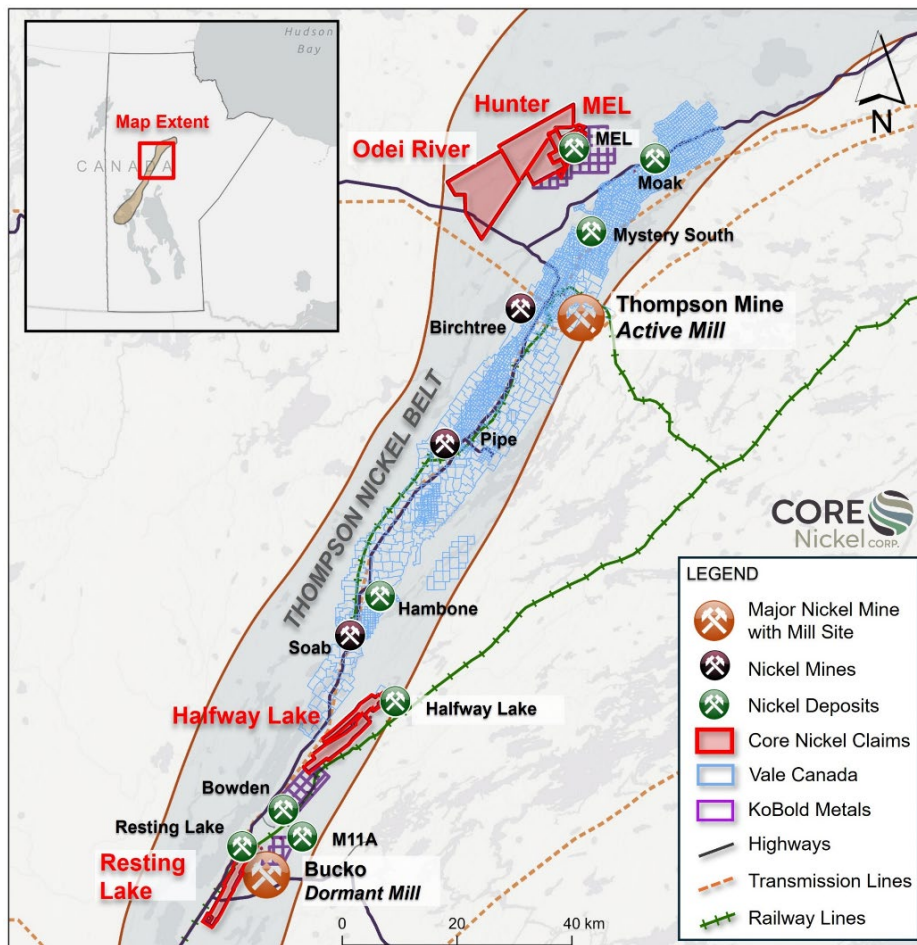 Hudson
Bay
Map Extent
CANADA
N
Hunter
MEL
MEL
Odei River
Moak
Mystery South
Thompson Mine
Active Mill
Birchtree
THOMPSON NICKEL BELT
Pipe
CORE
Nickel CORP.
Hambone
Soab
Halfway Lake
Halfway Lake
Bowden
Resting Lake
M11A
Resting
Lake
Bucko
Dormant Mill
0 20 40 km
LEGEND
Major Nickel Mine
with Mill Site
Nickel Mines
Nickel Deposits
Core Nickel Claims
Vale Canada
KoBold Metals
Highways
Transmission Lines
Railway Lines